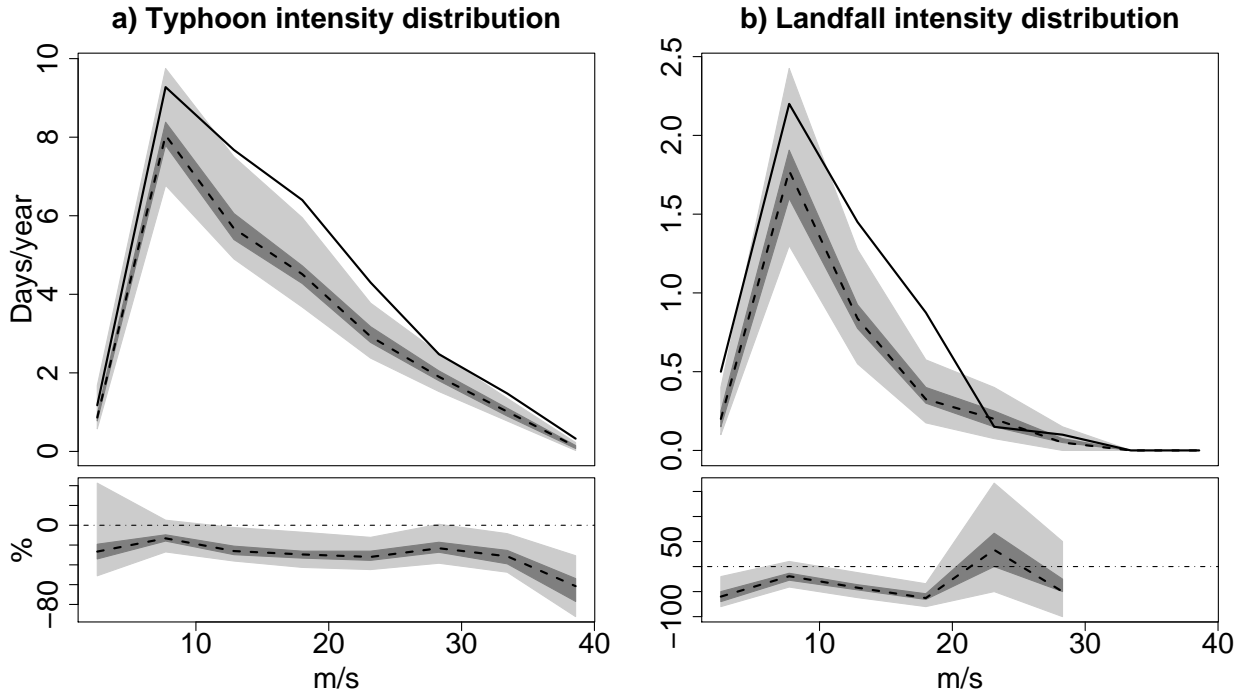 a) Typhoon intensity distribution
b) Landfall intensity distribution
Days/year
10
8
6
4
2
0
2.5
2.0
1.5
1.0
0.5
0.0
%
0
−80
50
−100
10 20 30 40
10 20 30 40
m/s
m/s